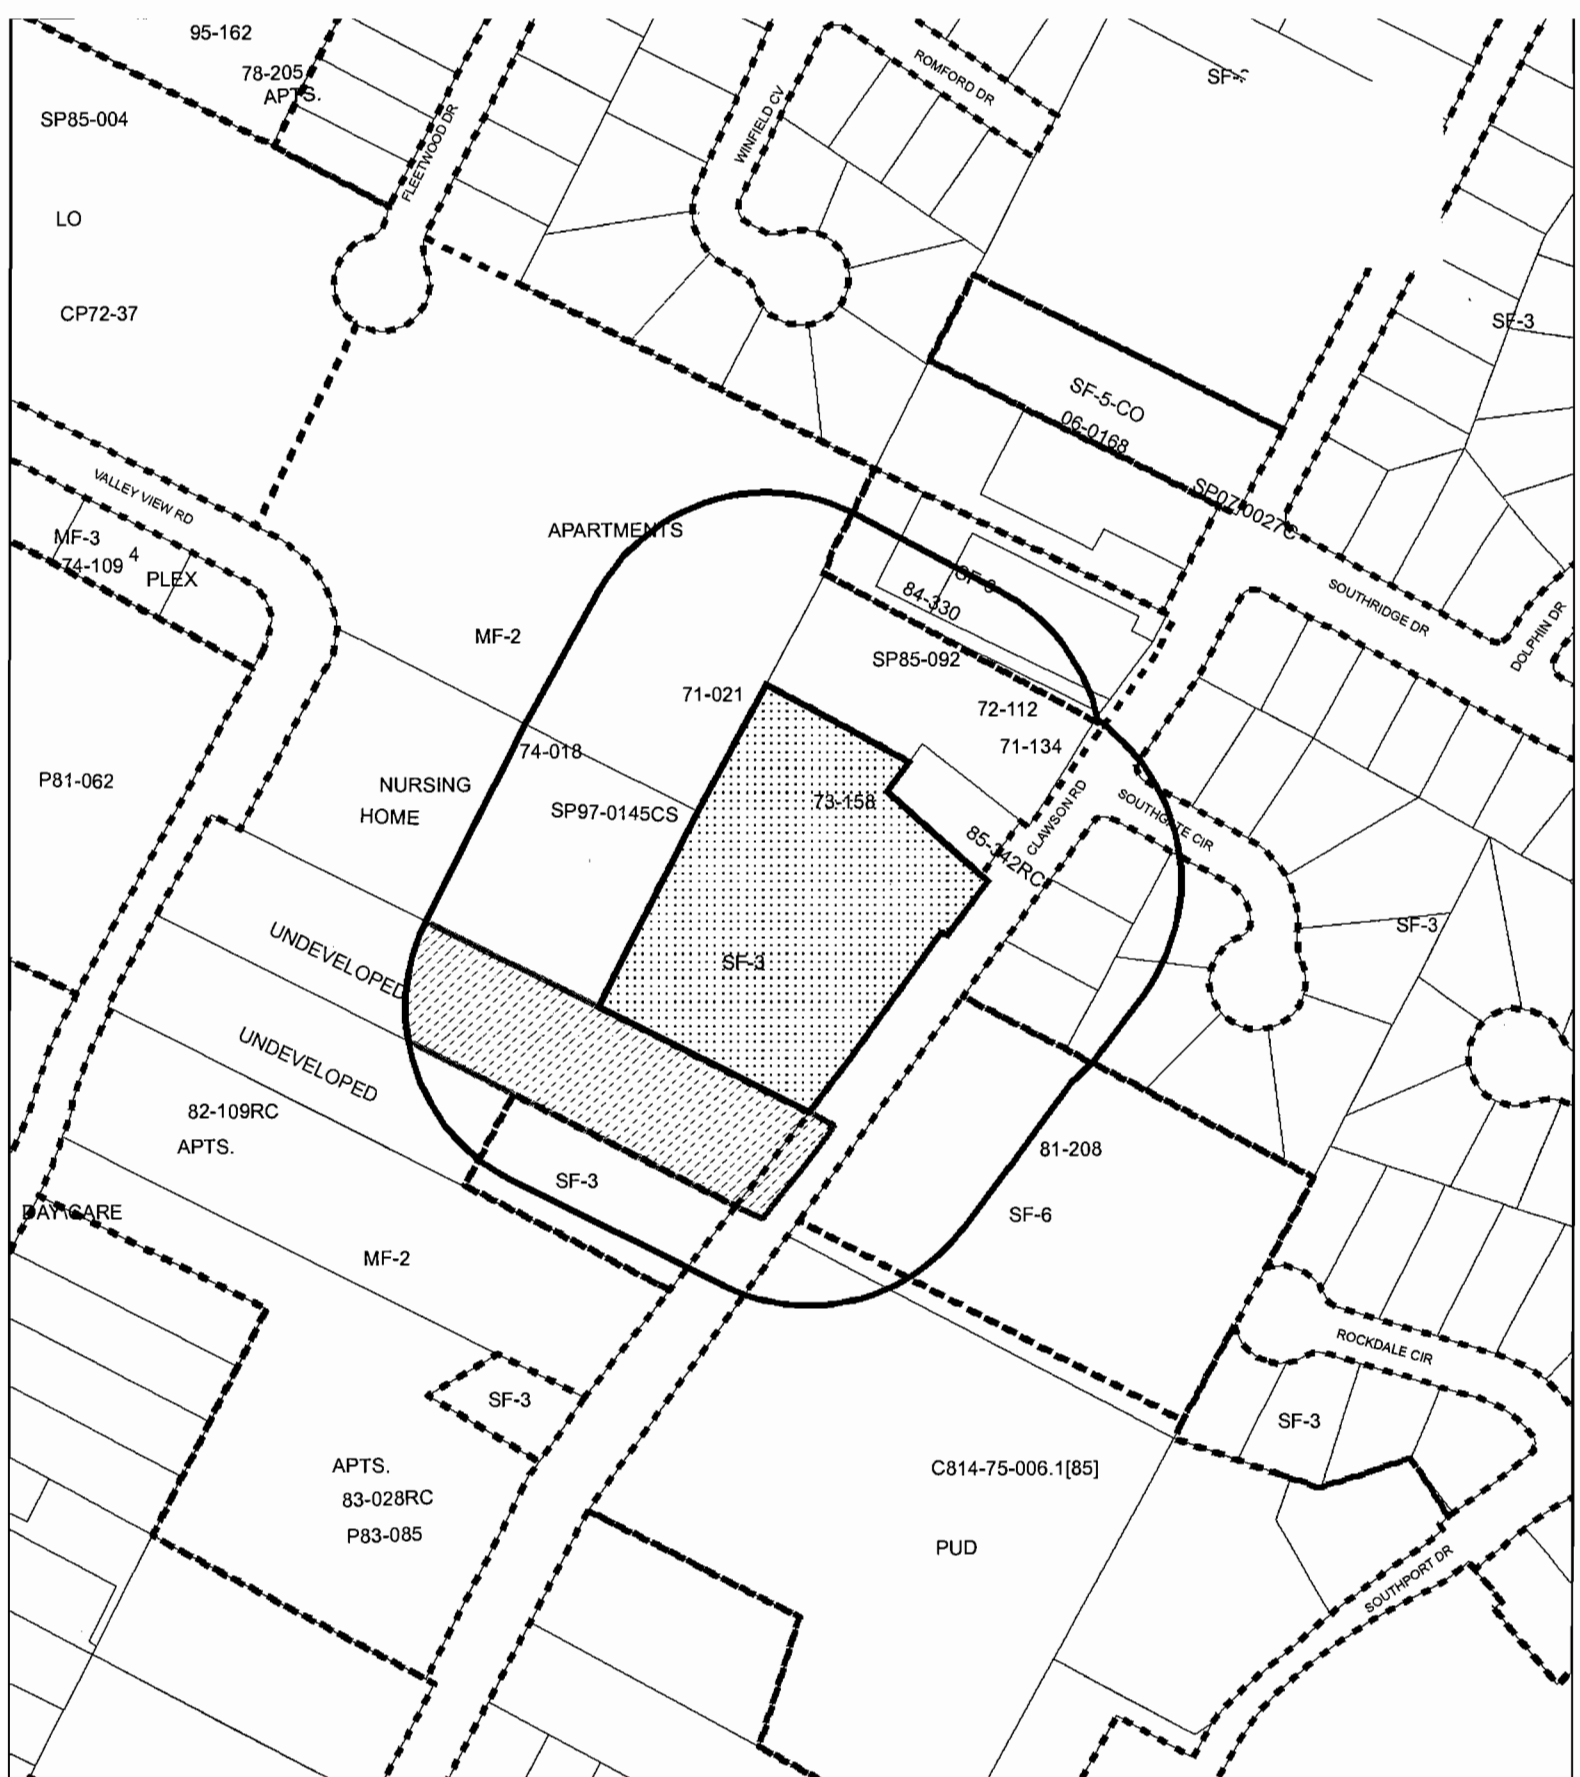 95-162
78-205
APTS.
SP85-004
FLEETWOOD DR
WINFIELD CV
ROMFORD DR
LO
CP72-37
SF-3
SF-5-CO
06-0168
SP07-0027C
VALLEY VIEW RD
MF-3
74-109
4
PLEX
APARTMENTS
SF-3
84-330
SOUTHRIDGE DR
DOLPHIN DR
MF-2
SP85-092
71-021
72-112
71-134
74-018
P81-062
NURSING
HOME
SP97-0145CS
73-158
CLAWSON RD
SOUTHGATE CIR
85-342RC
SF-3
UNDEVELOPED
SF-3
UNDEVELOPED
82-109RC
APTS.
81-208
SF-3
DAY CARE
SF-6
MF-2
ROCKDALE CIR
SF-3
SF-3
APTS.
83-028RC
P83-085
C814-75-006.1[85]
PUD
SOUTHPORT DR